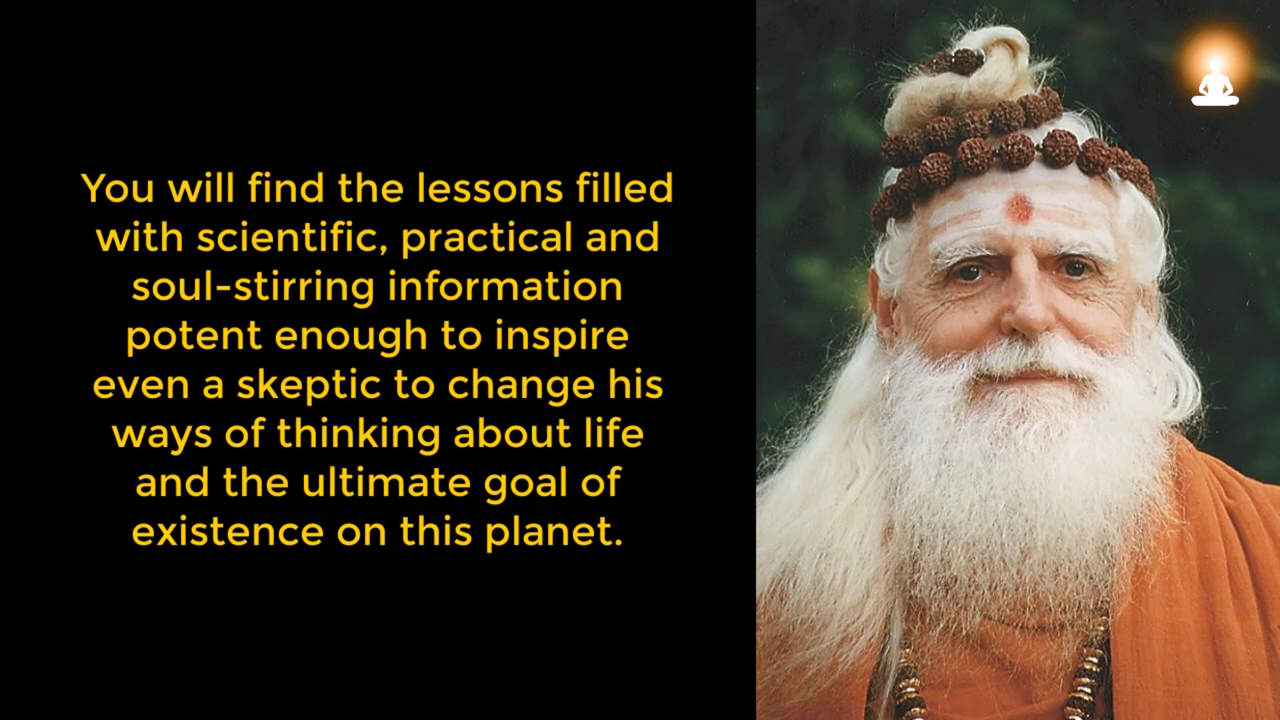 You will find the lessons filled
with scientific, practical and
soul-stirring information
potent enough to inspire
even a skeptic to change his
ways of thinking about life
and the ultimate goal of
existence on this planet.